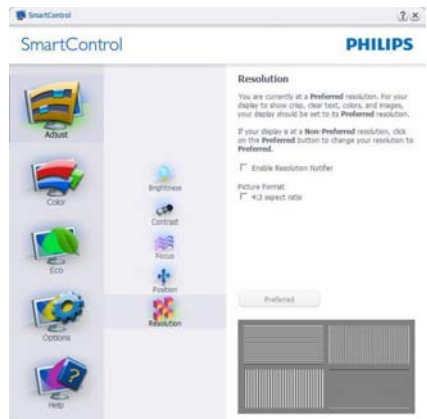 SmartControl
SmartControl
PHILIPS
Adjust
Color
Eco
Options
Help
Brightness
Contrast
Focus
Position
Resolution
Resolution
You are currently at a Preferred resolution. For your
display to show crisp, clear text, colors, and images,
your display should be set to its Preferred resolution.
If your display is at a Non-Preferred resolution, click
on the Preferred button to change your resolution to
Preferred.
Enable Resolution Notifier
Picture Format
4:3 aspect ratio
Preferred